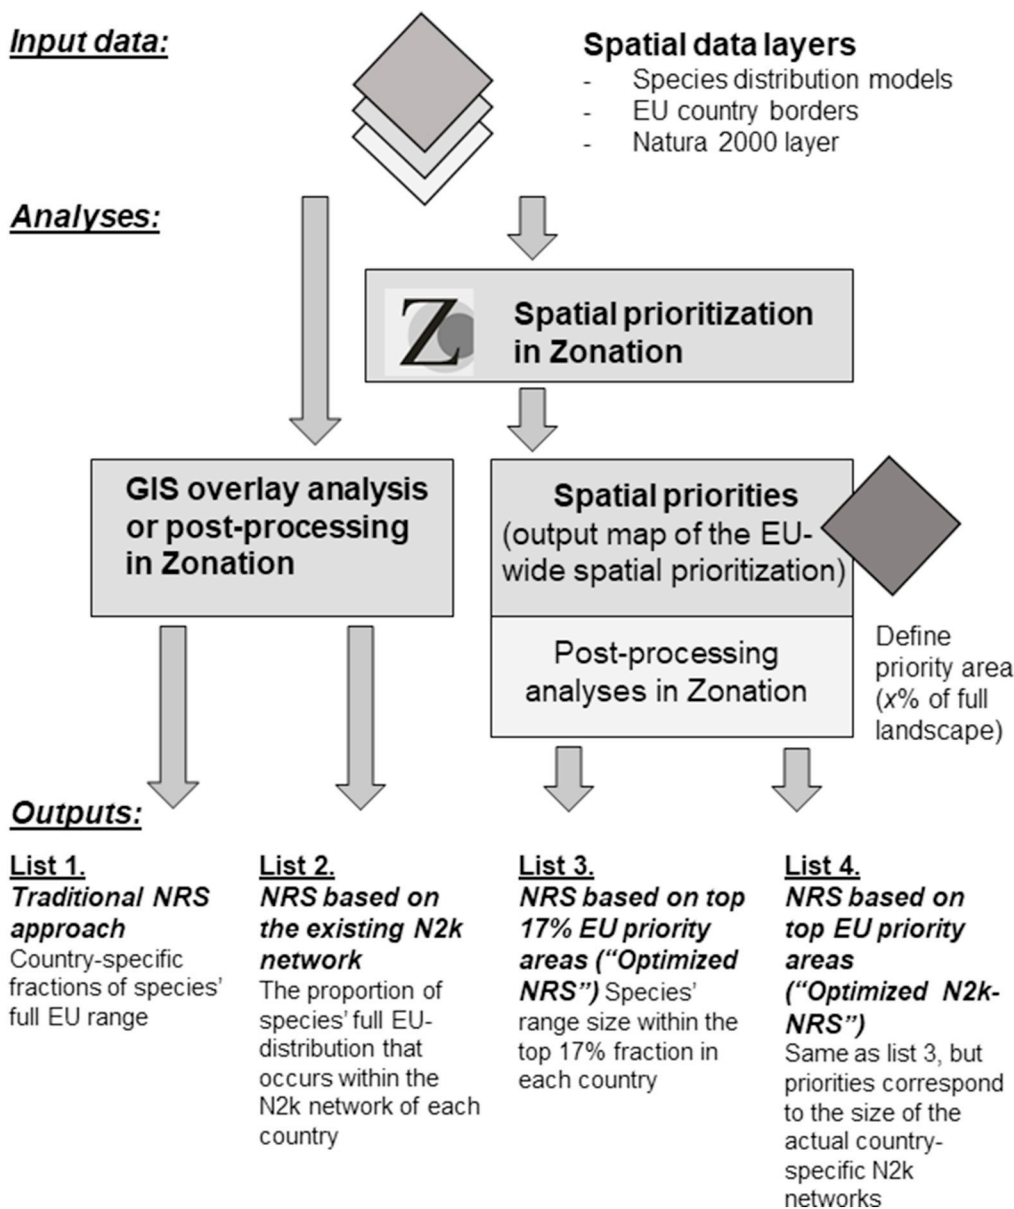 Input data:
Spatial data layers
- Species distribution models
- EU country borders
- Natura 2000 layer
Analyses:
Z
Spatial prioritization
in Zonation
GIS overlay analysis
or post-processing
in Zonation
Spatial priorities
(output map of the EU-
wide spatial prioritization)
Post-processing
analyses in Zonation
Define
priority area
(x% of full
landscape)
Outputs:
List 1.
Traditional NRS
approach
Country-specific
fractions of species’
full EU range
List 2.
NRS based on
the existing N2k
network
The proportion of
species’ full EU-
distribution that
occurs within the
N2k network of each
country
List 3.
NRS based on top
17% EU priority
areas (“Optimized
NRS”) Species’
range size within the
top 17% fraction in
each country
List 4.
NRS based on
top EU priority
areas
(“Optimized N2k-
NRS”)
Same as list 3, but
priorities correspond
to the size of the
actual country-
specific N2k
networks